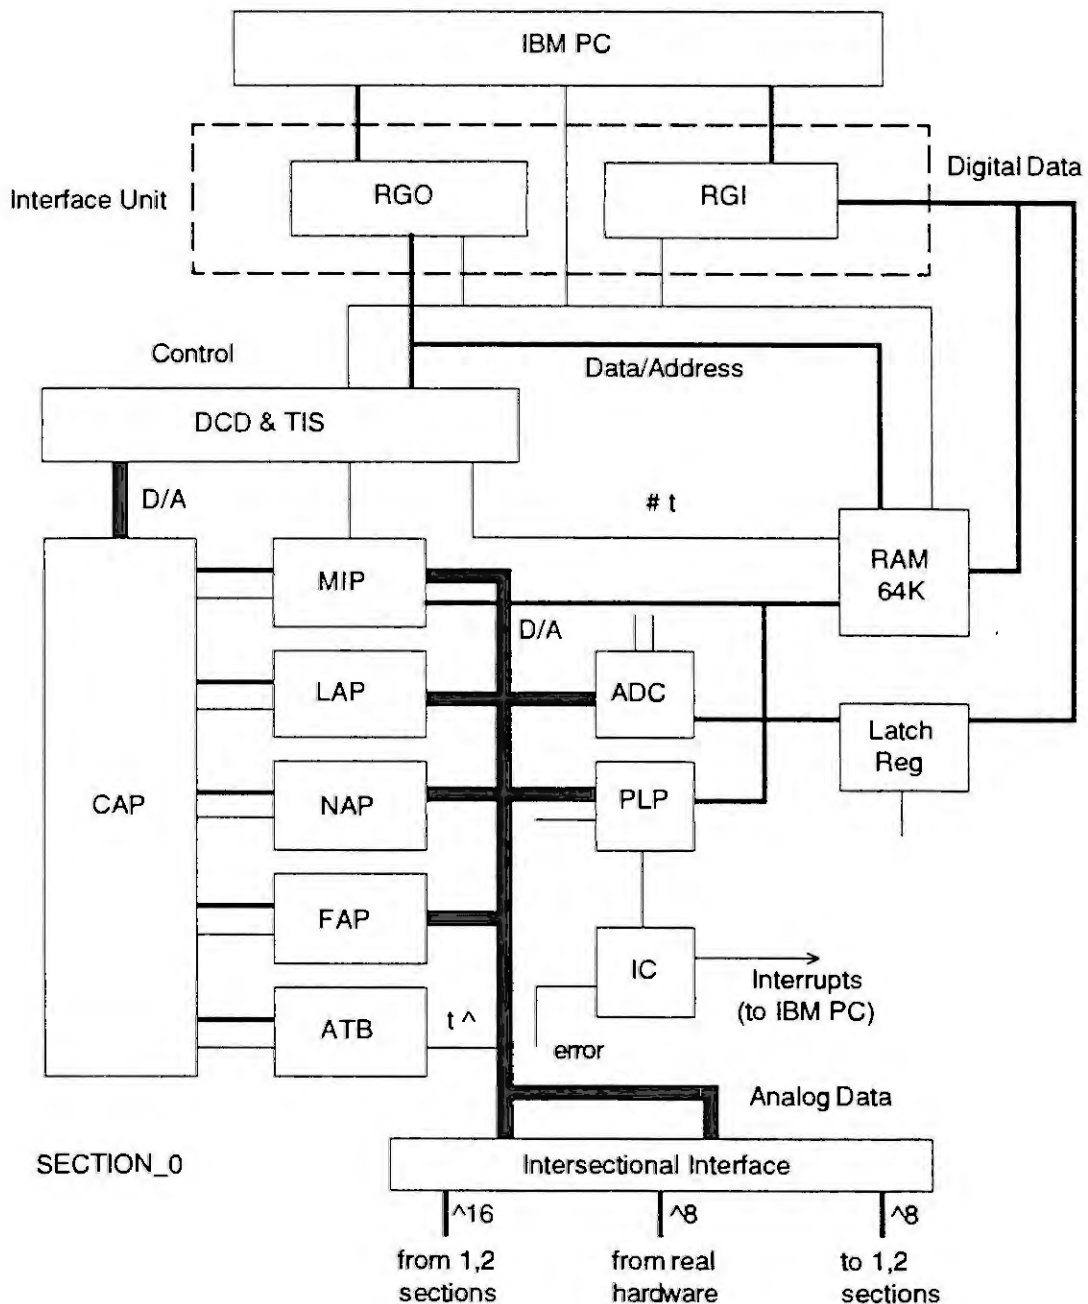 IBM PC
Interface Unit
RGO
RGI
Digital Data
Control
Data/Address
DCD & TIS
D/A
# t
CAP
MIP
RAM
64K
D/A
LAP
ADC
Latch
Reg
NAP
PLP
FAP
IC
Interrupts
(to IBM PC)
ATB
t ^
error
Analog Data
SECTION_0
Intersectional Interface
^16
^8
^8
from 1,2
sections
from real
hardware
to 1,2
sections